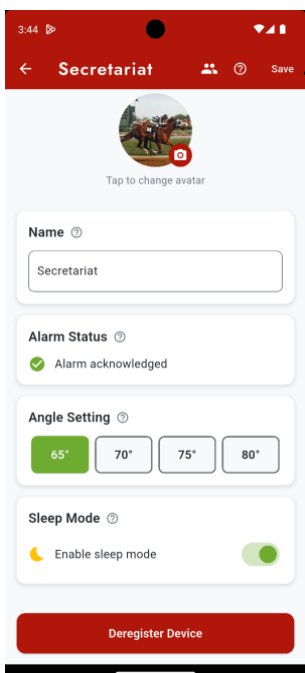 3:44
Secretariat
Save
Tap to change avatar
Name
Secretariat
Alarm Status
Alarm acknowledged
Angle Setting
65° 70° 75° 80°
Sleep Mode
Enable sleep mode
Deregister Device